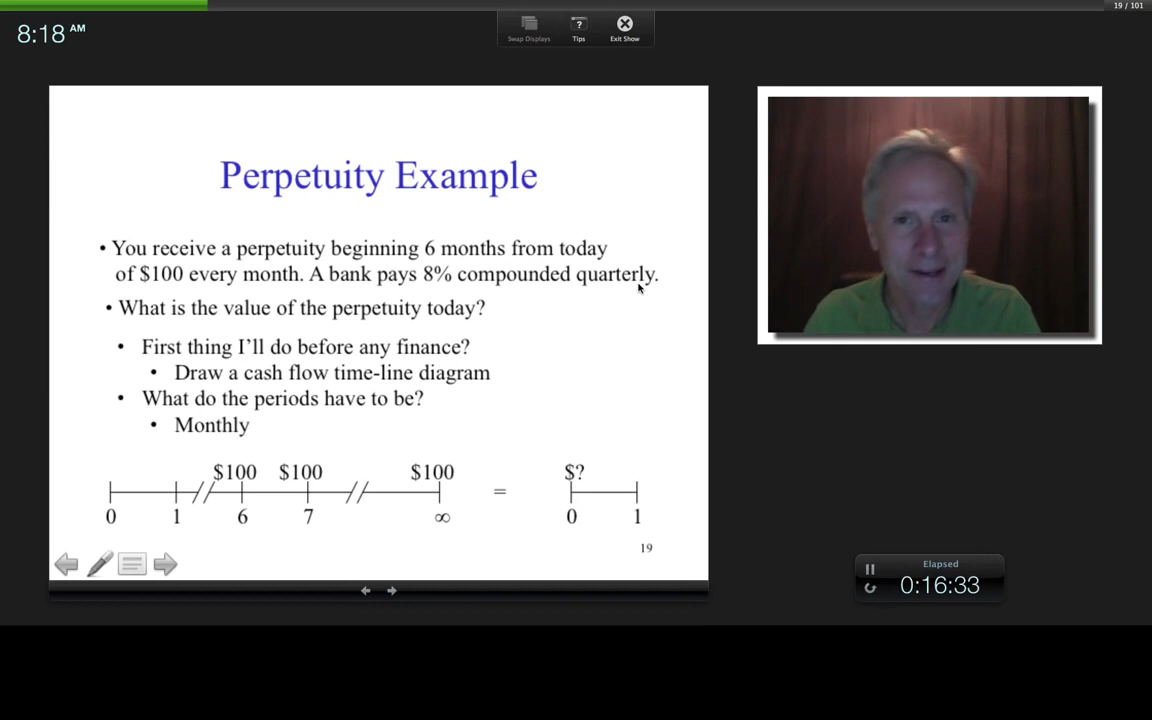 19 / 101
8:18 AM
Swap Displays
?
Tips
Exit Show
Perpetuity Example
• You receive a perpetuity beginning 6 months from today
of $100 every month. A bank pays 8% compounded quarterly.
• What is the value of the perpetuity today?
• First thing I’ll do before any finance?
• Draw a cash flow time-line diagram
• What do the periods have to be?
• Monthly
$100 $100 $100 $?
=
0 1 6 7 ∞ 0 1
19
Elapsed
0:16:33